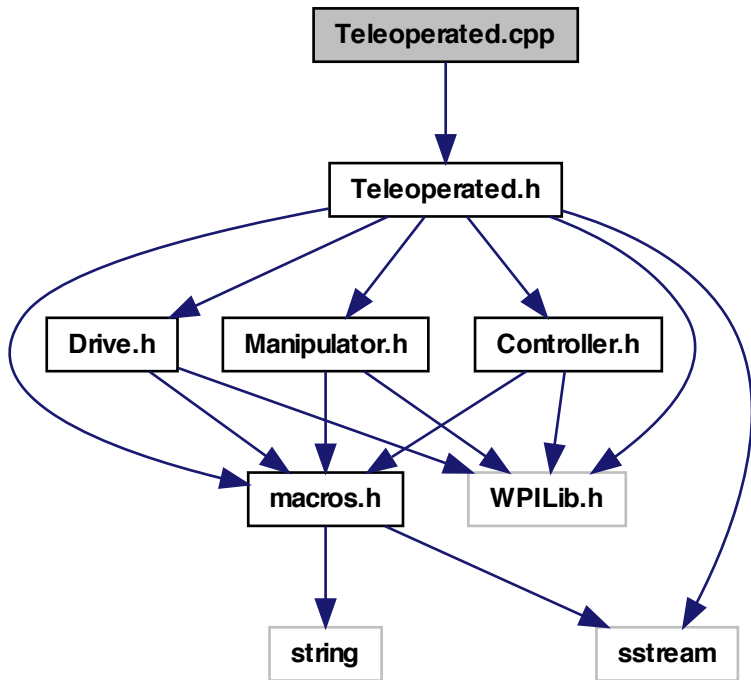 Teleoperated.cpp
Teleoperated.h
Drive.h
Manipulator.h
Controller.h
macros.h
WPILib.h
string
sstream